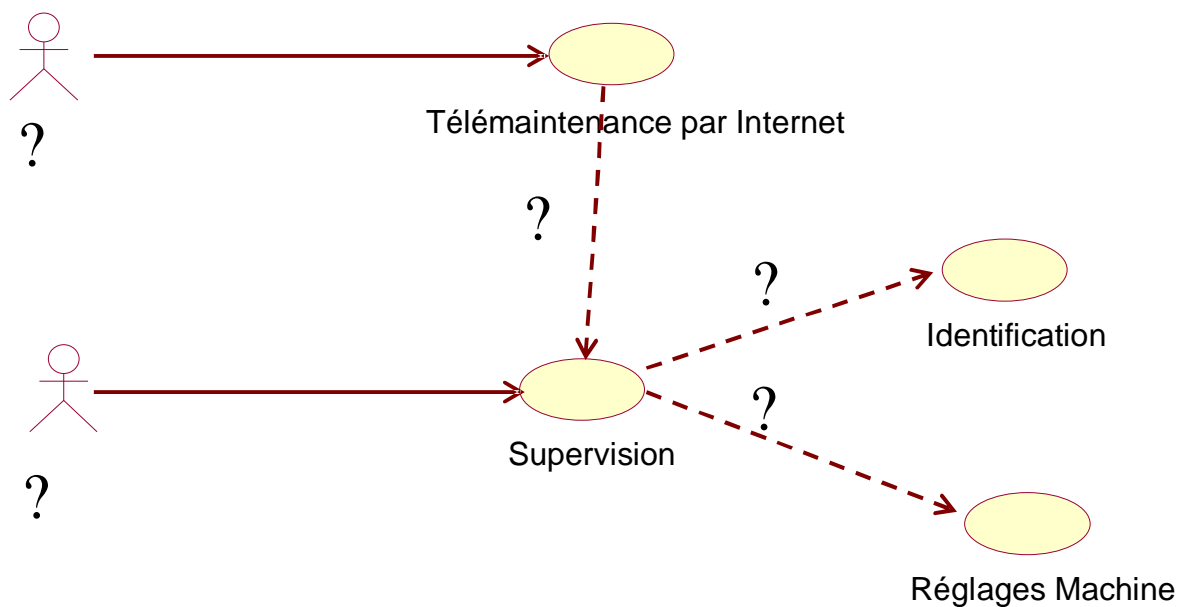 ?
Télémaintenance par Internet
?
?
Identification
?
Supervision
?
Réglages Machine